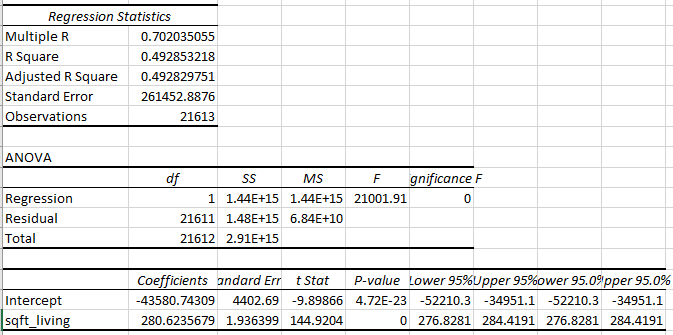 Regression Statistics
Multiple R 0.702035055
R Square 0.492853218
Adjusted R Square 0.492829751
Standard Error 261452.8876
Observations 21613
ANOVA
df SS MS F gnificance F
Regression 1 1.44E+15 1.44E+15 21001.91 0
Residual 21611 1.48E+15 6.84E+10
Total 21612 2.91E+15
Coefficients andard Err t Stat P-value Lower 95% Upper 95% ower 95.0% pper 95.0%
Intercept -43580.74309 4402.69 -9.89866 4.72E-23 -52210.3 -34951.1 -52210.3 -34951.1
sqft_living 280.6235679 1.936399 144.9204 0 276.8281 284.4191 276.8281 284.4191